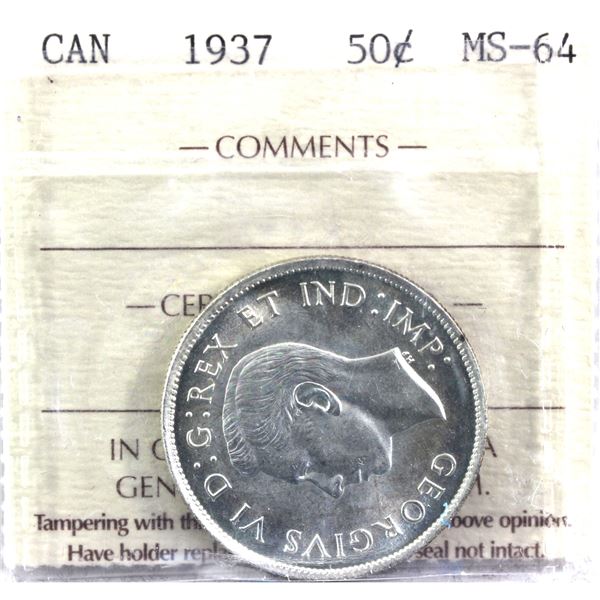 CAN 1937 50¢ MS-64
— COMMENTS —
— CER —
IN C A
GEN M.
Tampering with th bove opinion.
Have holder repl seal not intact.
GEORGIVS VI D:G:REX ET IND:IMP:
HP